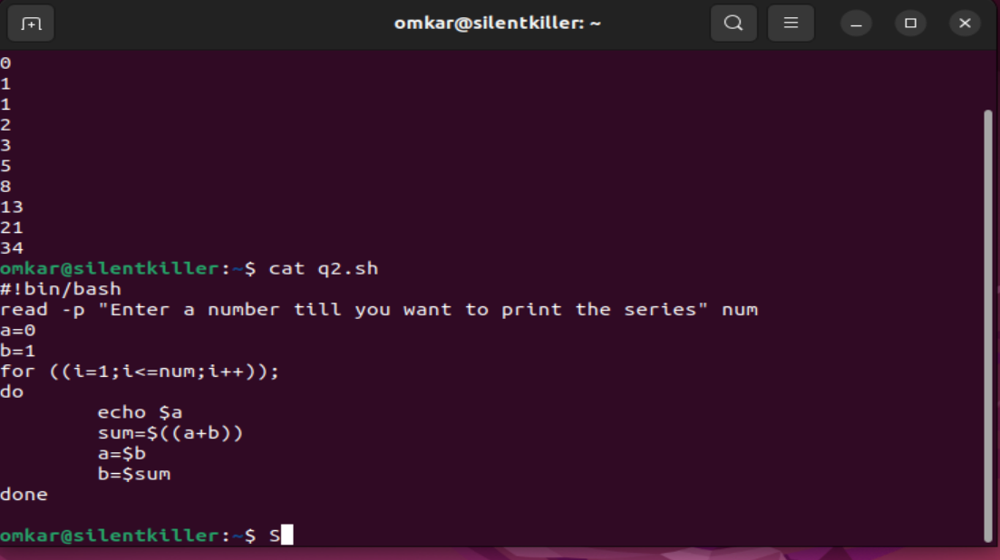 omkar@silentkiller: ~
0
1
1
2
3
5
8
13
21
34
omkar@silentkiller:~$ cat q2.sh
#!bin/bash
read -p "Enter a number till you want to print the series" num
a=0
b=1
for ((i=1;i<=num;i++));
do
        echo $a
        sum=$((a+b))
        a=$b
        b=$sum
done

omkar@silentkiller:~$ S